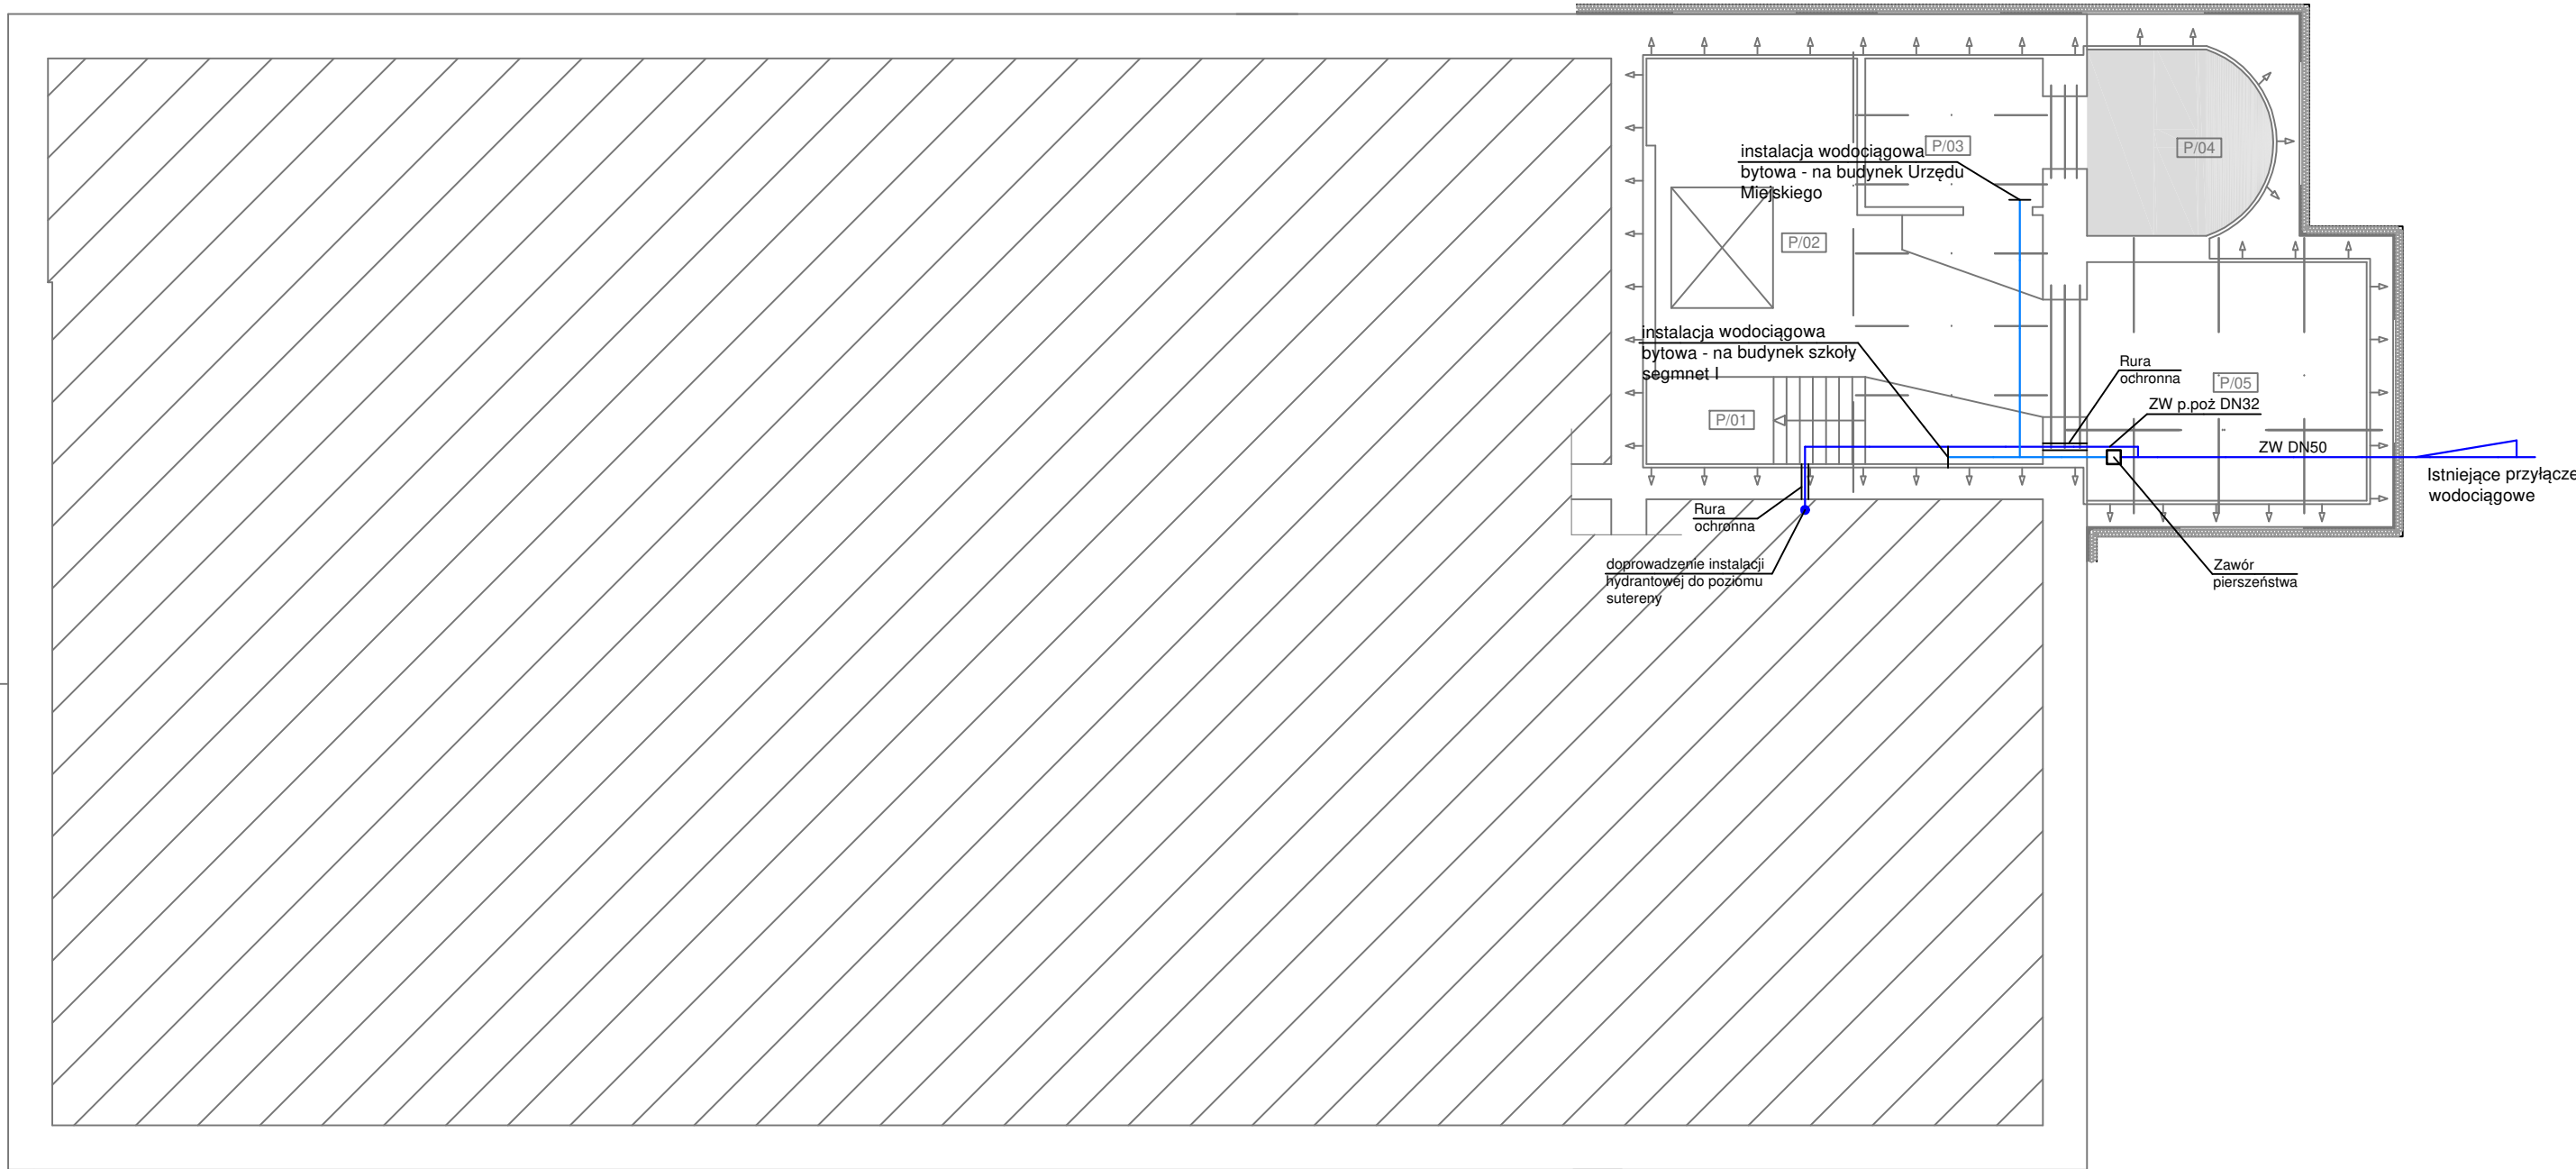 instalacja wodociągowa
bytowa - na budynek Urzędu
Miejskiego
P/03
P/04
P/02
instalacja wodociągowa
bytowa - na budynek szkoły
segmnet I
Rura
ochronna
P/05
ZW p.poż DN32
P/01
ZW DN50
Istniejące przyłącze
wodociągowe
Rura
ochronna
doprowadzenie instalacji
hydrantowej do poziomu
sutereny
Zawór
pierszeństwa